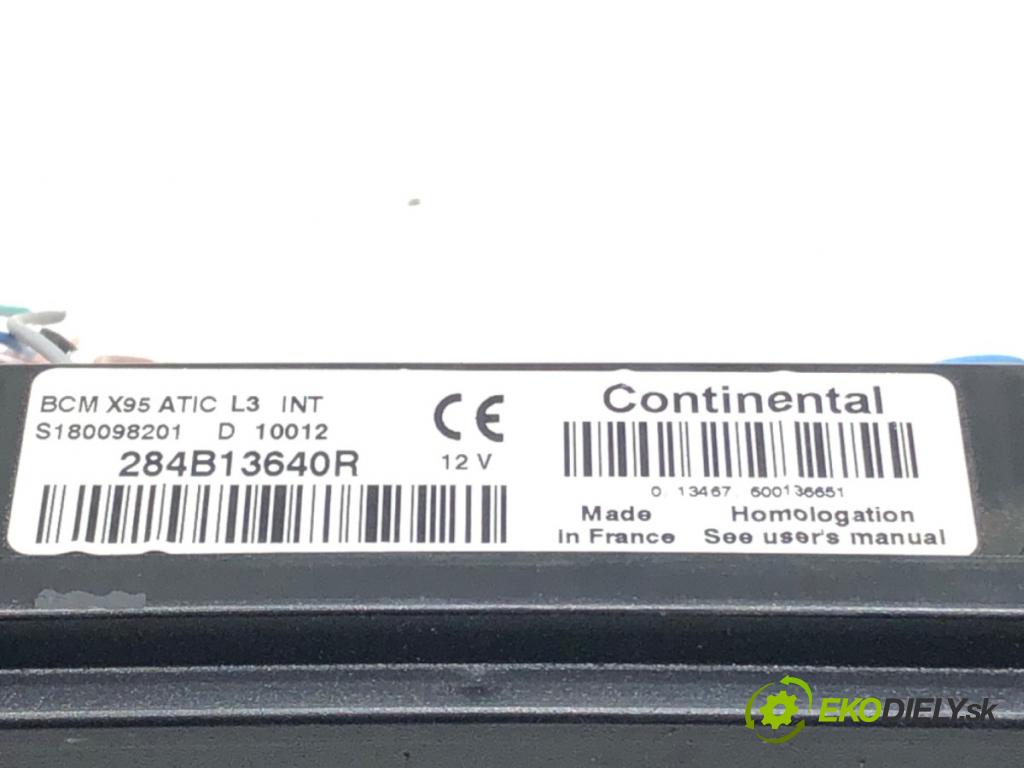 BCM X95 ATIC L3 INT
S180098201 D 10012
284B13640R
CE
12 V
Continental
0. 13467. 600136651
Made
in France
Homologation
See user's manual
EKODIELY.sk